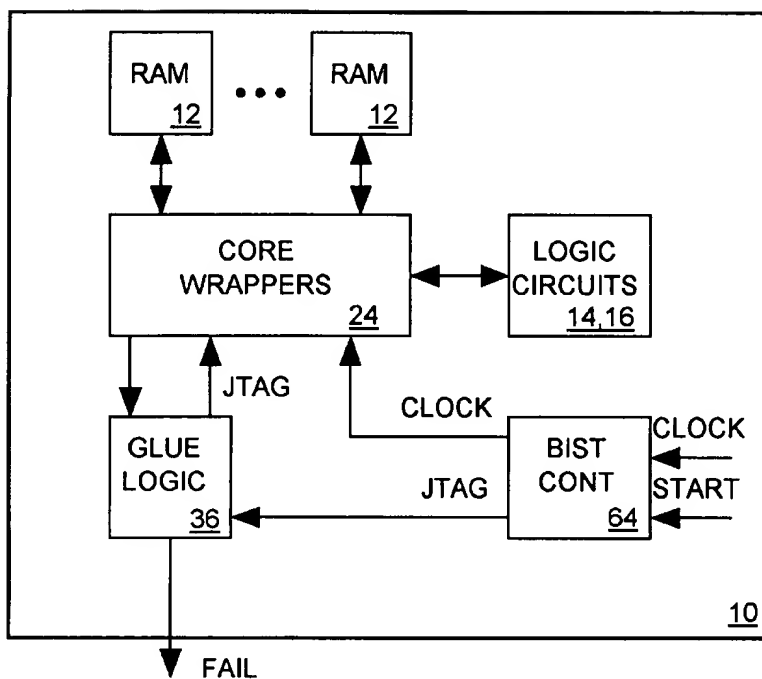 RAM
12
RAM
12
CORE
WRAPPERS
24
LOGIC
CIRCUITS
14,16
JTAG
CLOCK
GLUE
LOGIC
36
JTAG
BIST
CONT
64
CLOCK
START
10
FAIL